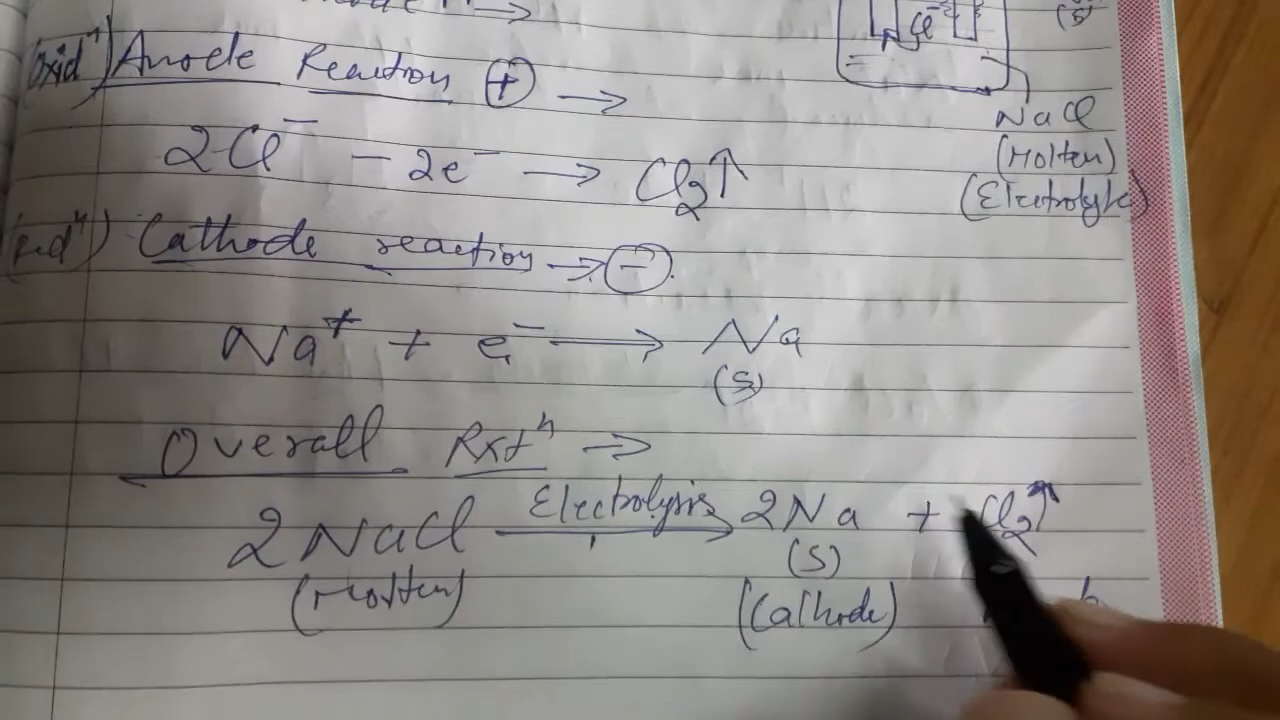 Cl⁻
(S)
(Oxidⁿ) Anode Reaction (+) →
NaCl
(Molten)
(Electrolyte)
2Cl⁻ - 2e⁻ → Cl₂↑
(Redⁿ) Cathode reaction → (-)
Na⁺ + e⁻ → Na
(S)
Overall Rxtⁿ →
2NaCl Electrolysis→ 2Na + Cl₂↑
(Molten) (S)
(Cathode)